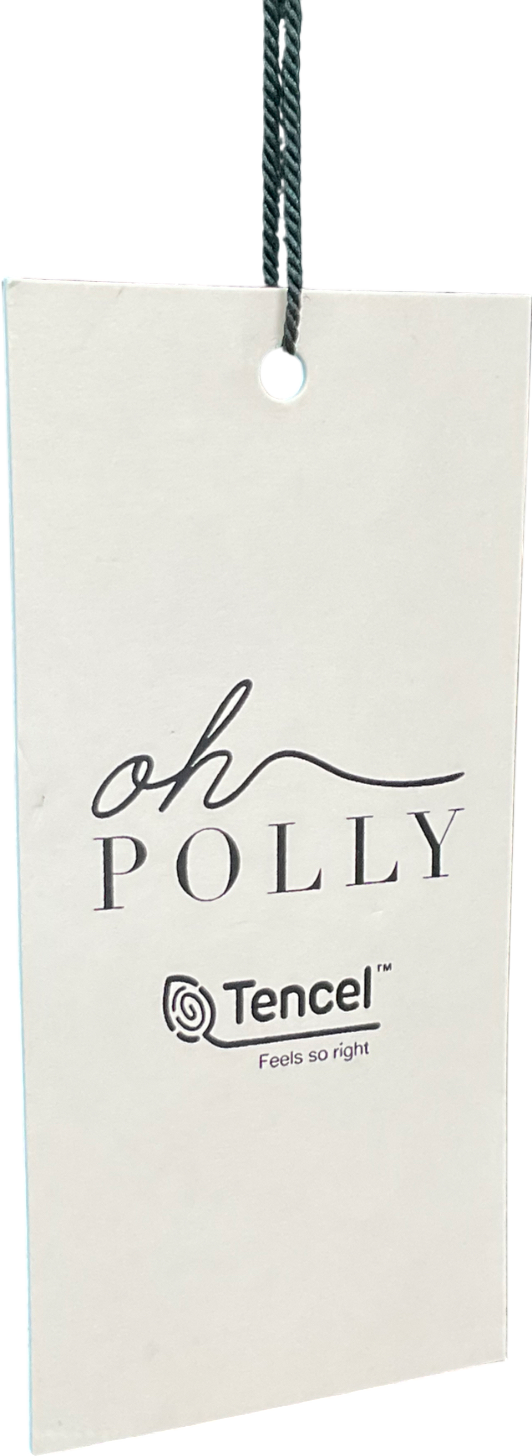 oh
POLLY
Tencel™
Feels so right